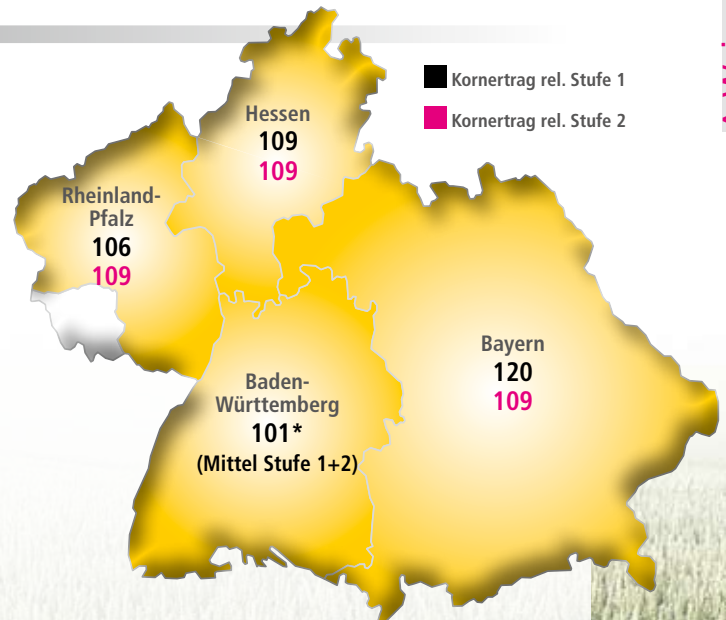 Kornertrag rel. Stufe 1
Kornertrag rel. Stufe 2
Hessen
109
109
Rheinland-
Pfalz
106
109
Bayern
120
109
Baden-
Württemberg
101*
(Mittel Stufe 1+2)